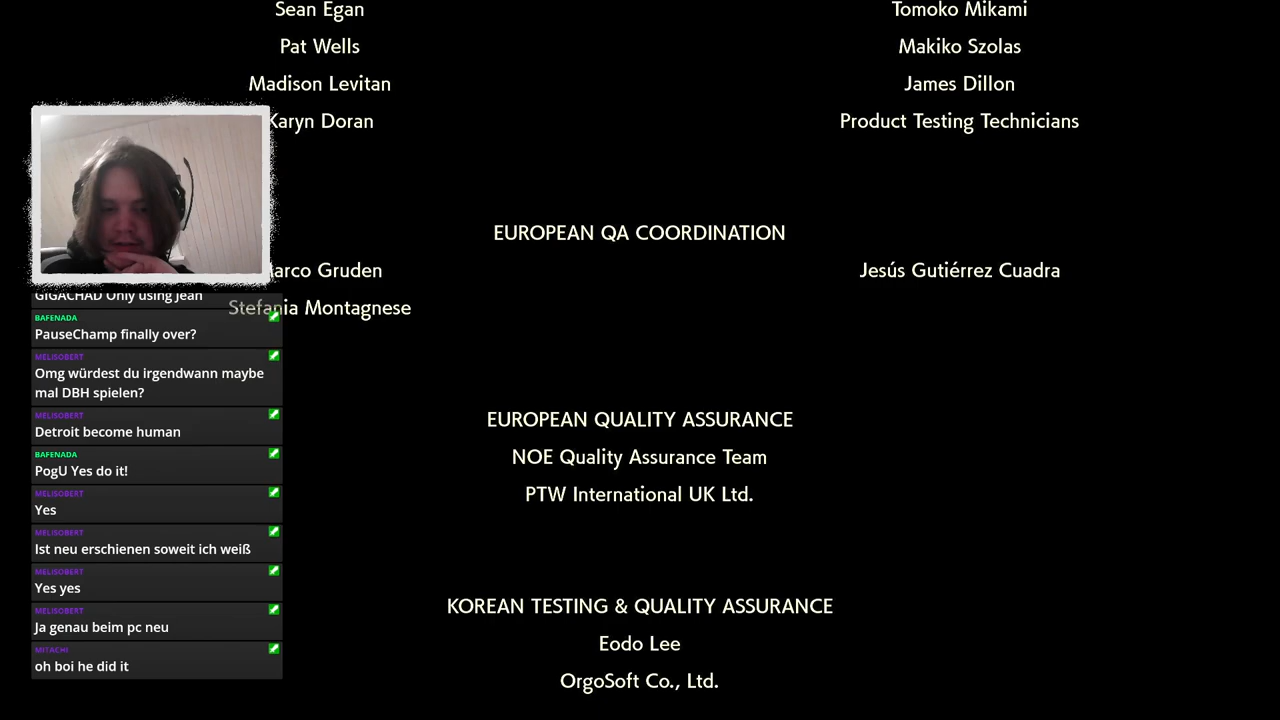 Sean Egan
Tomoko Mikami
Pat Wells
Makiko Szolas
Madison Levitan
James Dillon
Karyn Doran
Product Testing Technicians
EUROPEAN QA COORDINATION
arco Gruden
Jesús Gutiérrez Cuadra
Stefania Montagnese
EUROPEAN QUALITY ASSURANCE
NOE Quality Assurance Team
PTW International UK Ltd.
KOREAN TESTING & QUALITY ASSURANCE
Eodo Lee
OrgoSoft Co., Ltd.
GIGACHAD Only using Jean
BAFENADA
PauseChamp finally over?
MELISOBERT
Omg würdest du irgendwann maybe
mal DBH spielen?
MELISOBERT
Detroit become human
BAFENADA
PogU Yes do it!
MELISOBERT
Yes
MELISOBERT
Ist neu erschienen soweit ich weiß
MELISOBERT
Yes yes
MELISOBERT
Ja genau beim pc neu
MITACHI
oh boi he did it